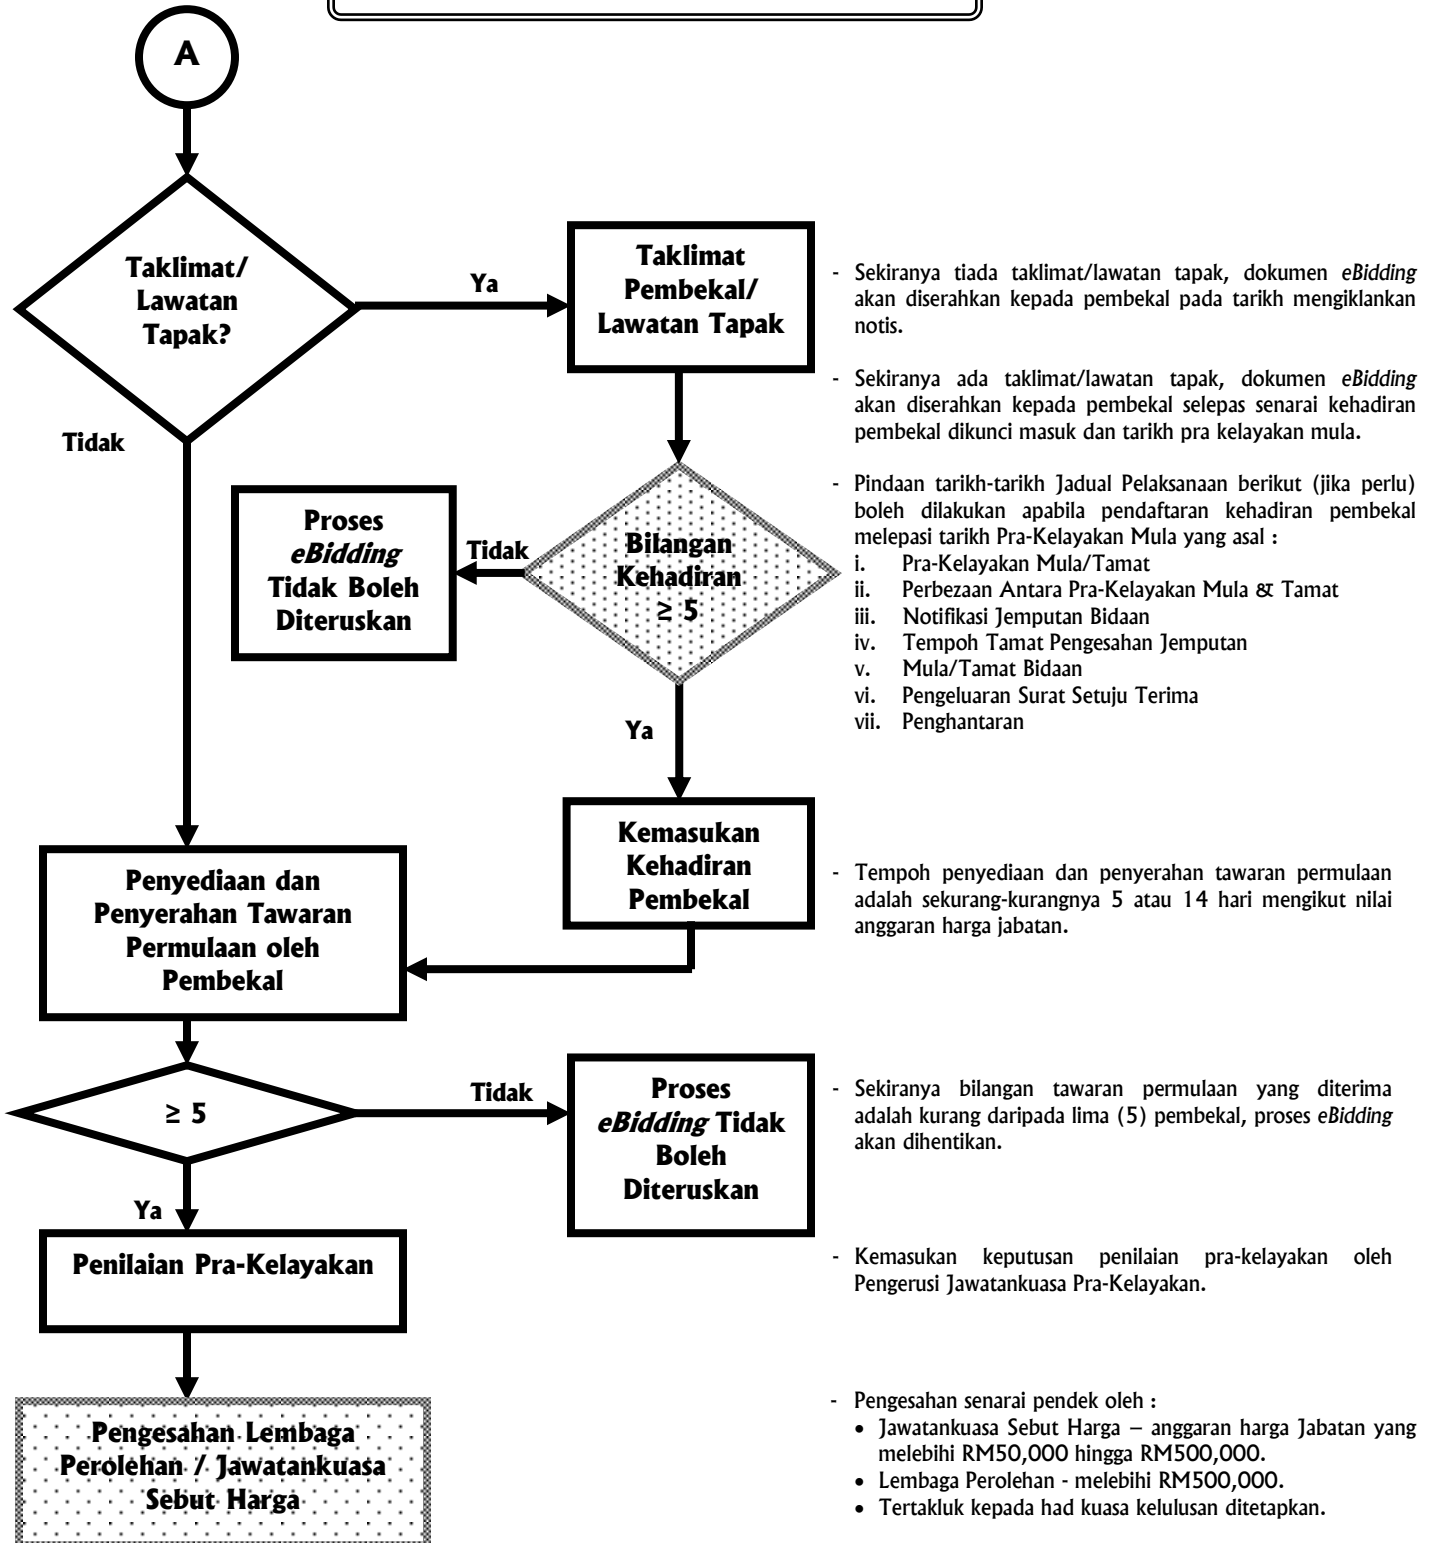 A
Taklimat/
Lawatan
Tapak?
Ya
Taklimat
Pembekal/
Lawatan Tapak
- Sekiranya tiada taklimat/lawatan tapak, dokumen eBidding
akan diserahkan kepada pembekal pada tarikh mengiklankan
notis.
- Sekiranya ada taklimat/lawatan tapak, dokumen eBidding
akan diserahkan kepada pembekal selepas senarai kehadiran
pembekal dikunci masuk dan tarikh pra kelayakan mula.
Tidak
Proses
eBidding
Tidak Boleh
Diteruskan
Tidak
Bilangan
Kehadiran
≥ 5
- Pindaan tarikh-tarikh Jadual Pelaksanaan berikut (jika perlu)
boleh dilakukan apabila pendaftaran kehadiran pembekal
melepasi tarikh Pra-Kelayakan Mula yang asal :
i. Pra-Kelayakan Mula/Tamat
ii. Perbezaan Antara Pra-Kelayakan Mula & Tamat
iii. Notifikasi Jemputan Bidaan
iv. Tempoh Tamat Pengesahan Jemputan
v. Mula/Tamat Bidaan
vi. Pengeluaran Surat Setuju Terima
vii. Penghantaran
Ya
Kemasukan
Kehadiran
Pembekal
Penyediaan dan
Penyerahan Tawaran
Permulaan oleh
Pembekal
- Tempoh penyediaan dan penyerahan tawaran permulaan
adalah sekurang-kurangnya 5 atau 14 hari mengikut nilai
anggaran harga jabatan.
≥ 5
Tidak
Proses
eBidding Tidak
Boleh
Diteruskan
- Sekiranya bilangan tawaran permulaan yang diterima
adalah kurang daripada lima (5) pembekal, proses eBidding
akan dihentikan.
Ya
Penilaian Pra-Kelayakan
- Kemasukan keputusan penilaian pra-kelayakan oleh
Pengerusi Jawatankuasa Pra-Kelayakan.
Pengesahan Lembaga
Perolehan / Jawatankuasa
Sebut Harga
- Pengesahan senarai pendek oleh :
• Jawatankuasa Sebut Harga – anggaran harga Jabatan yang
melebihi RM50,000 hingga RM500,000.
• Lembaga Perolehan - melebihi RM500,000.
• Tertakluk kepada had kuasa kelulusan ditetapkan.